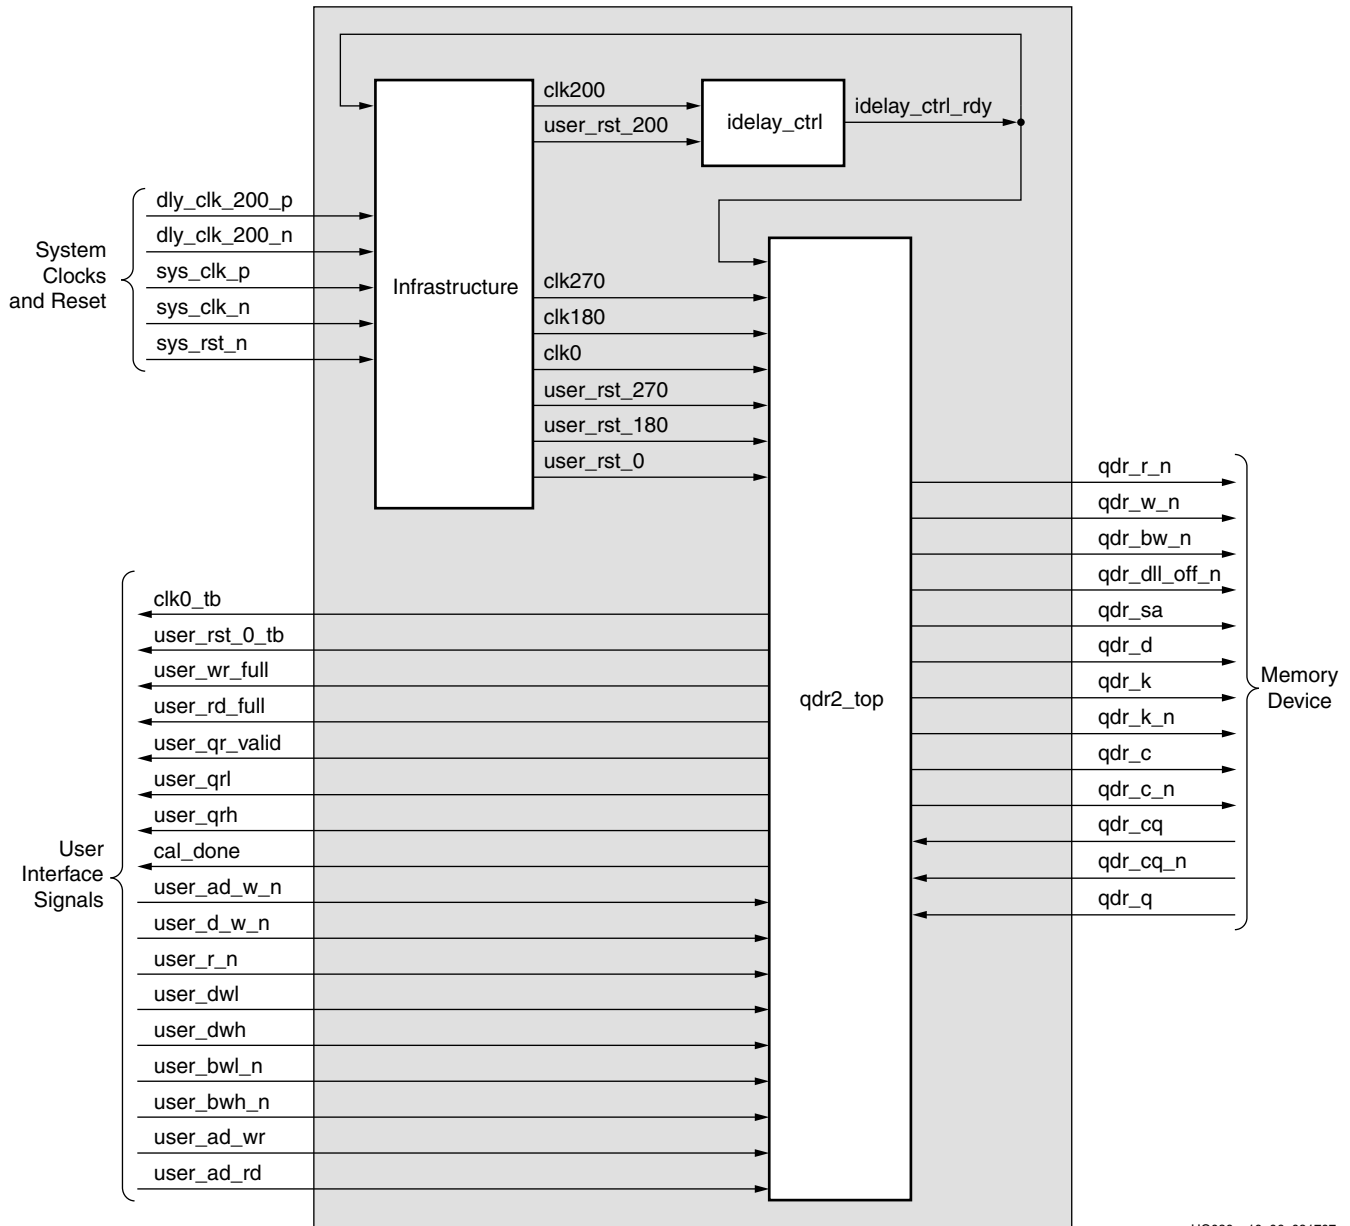 clk200
user_rst_200
idelay_ctrl
idelay_ctrl_rdy
System
Clocks
and Reset
dly_clk_200_p
dly_clk_200_n
sys_clk_p
sys_clk_n
sys_rst_n
Infrastructure
clk270
clk180
clk0
user_rst_270
user_rst_180
user_rst_0
qdr2_top
qdr_r_n
qdr_w_n
qdr_bw_n
qdr_dll_off_n
qdr_sa
qdr_d
qdr_k
qdr_k_n
qdr_c
qdr_c_n
qdr_cq
qdr_cq_n
qdr_q
Memory
Device
User
Interface
Signals
clk0_tb
user_rst_0_tb
user_wr_full
user_rd_full
user_qr_valid
user_qrl
user_qrh
cal_done
user_ad_w_n
user_d_w_n
user_r_n
user_dwl
user_dwh
user_bwl_n
user_bwh_n
user_ad_wr
user_ad_rd